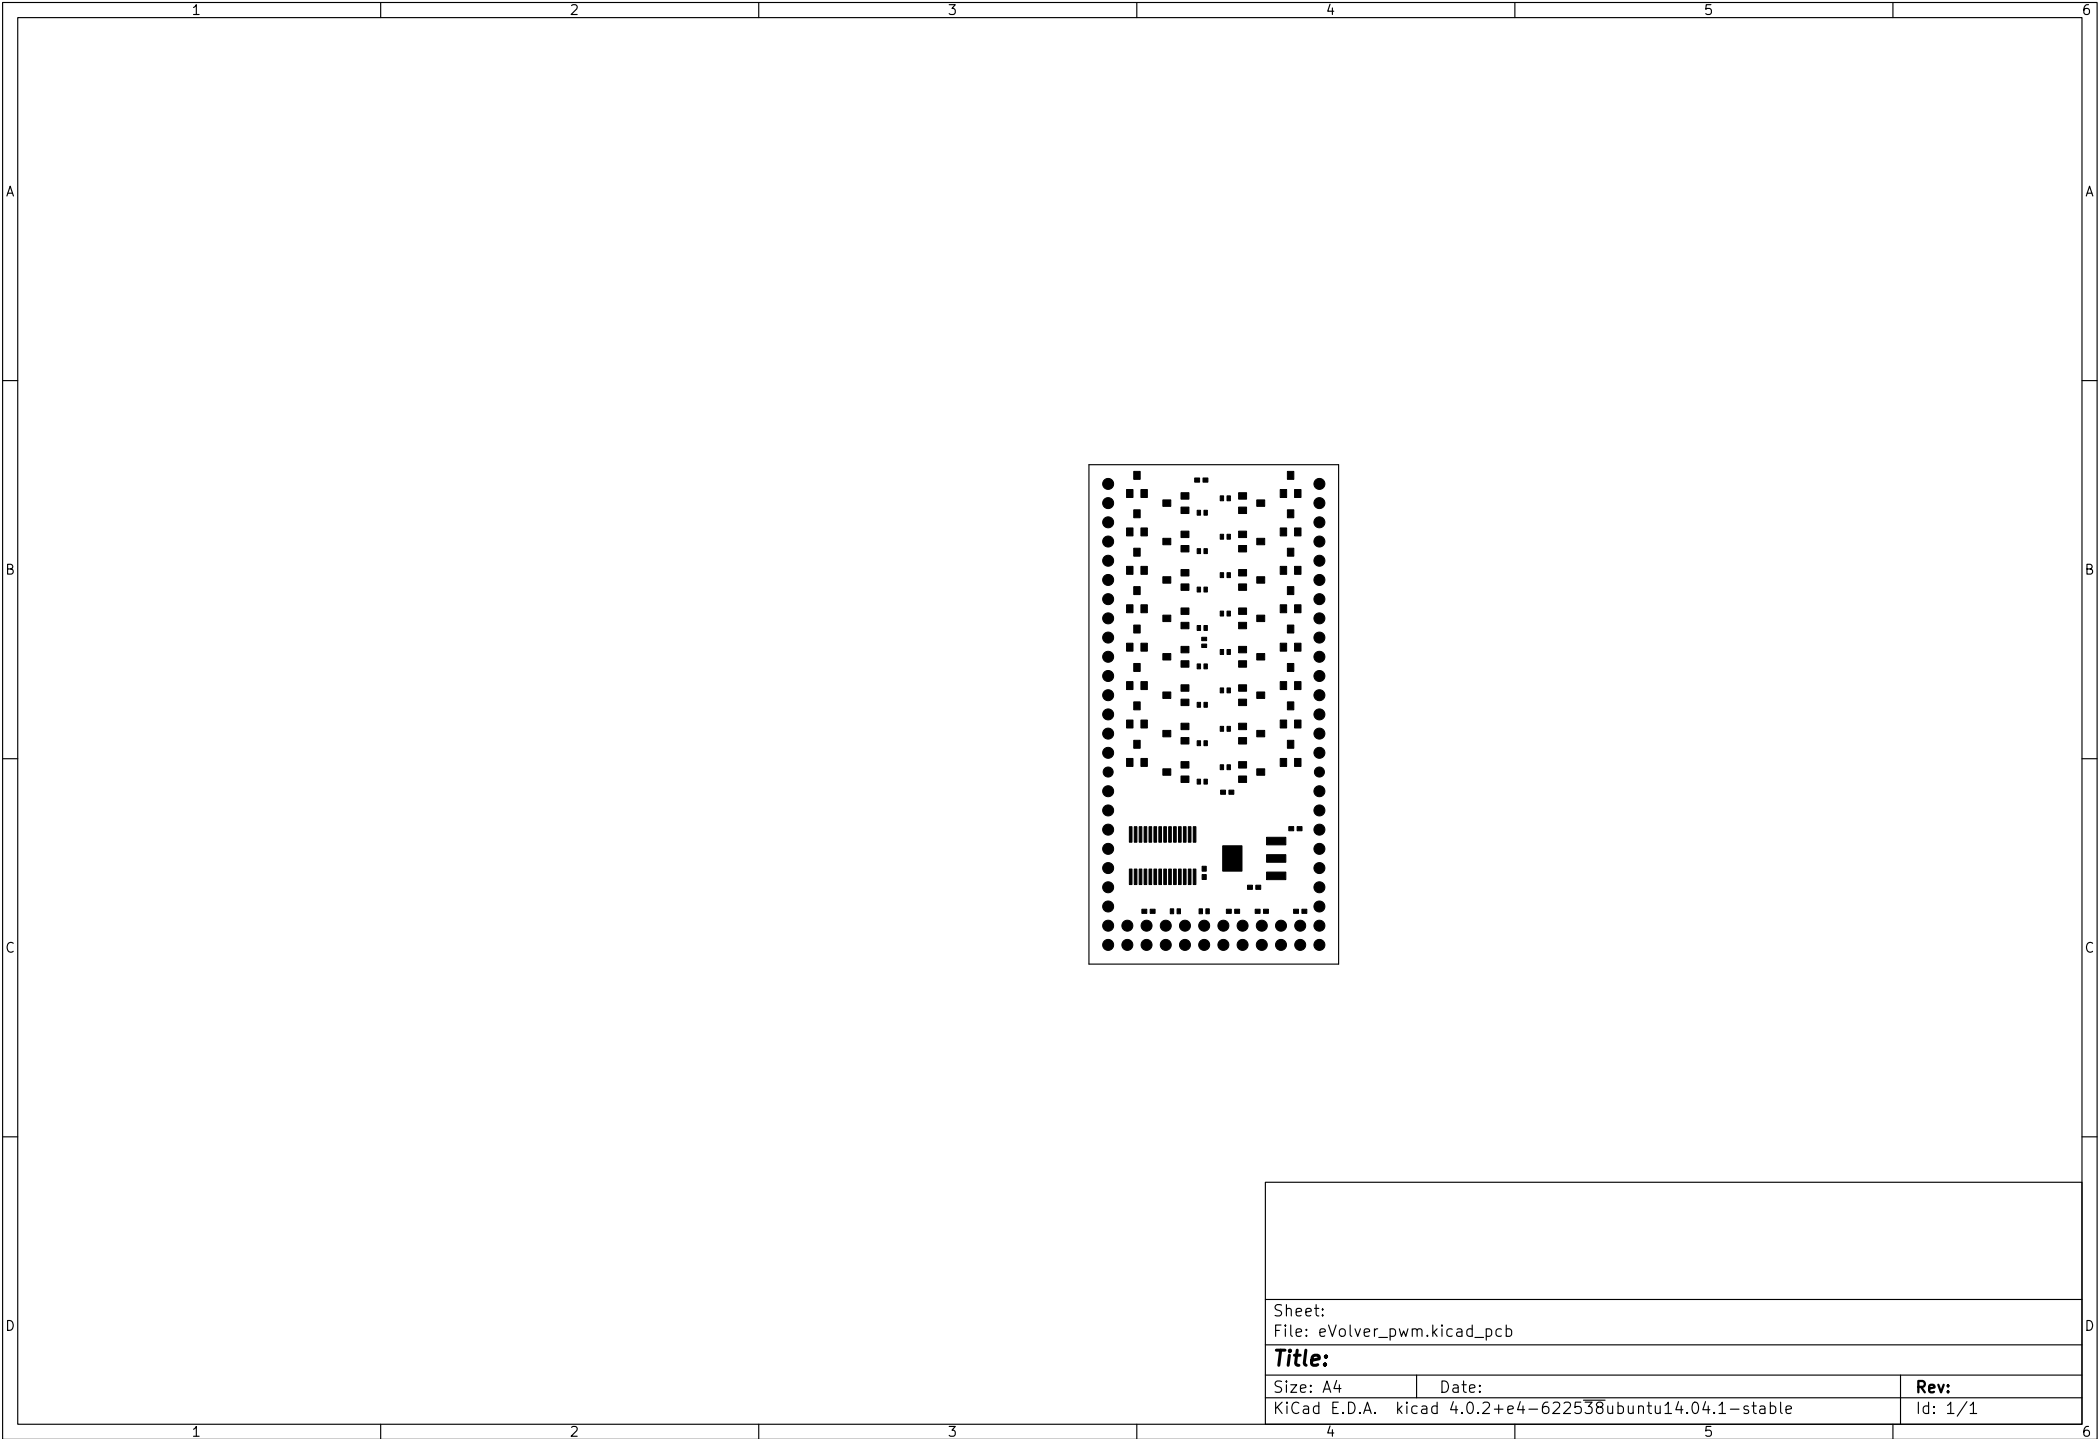 1 2 3 4 5 6
A A
B B
C C
D D
Sheet:
File: eVolver_pwm.kicad_pcb
Title:
Size: A4 Date: Rev:
KiCad E.D.A. kicad 4.0.2+e4-622538ubuntu14.04.1-stable Id: 1/1
1 2 3 4 5 6